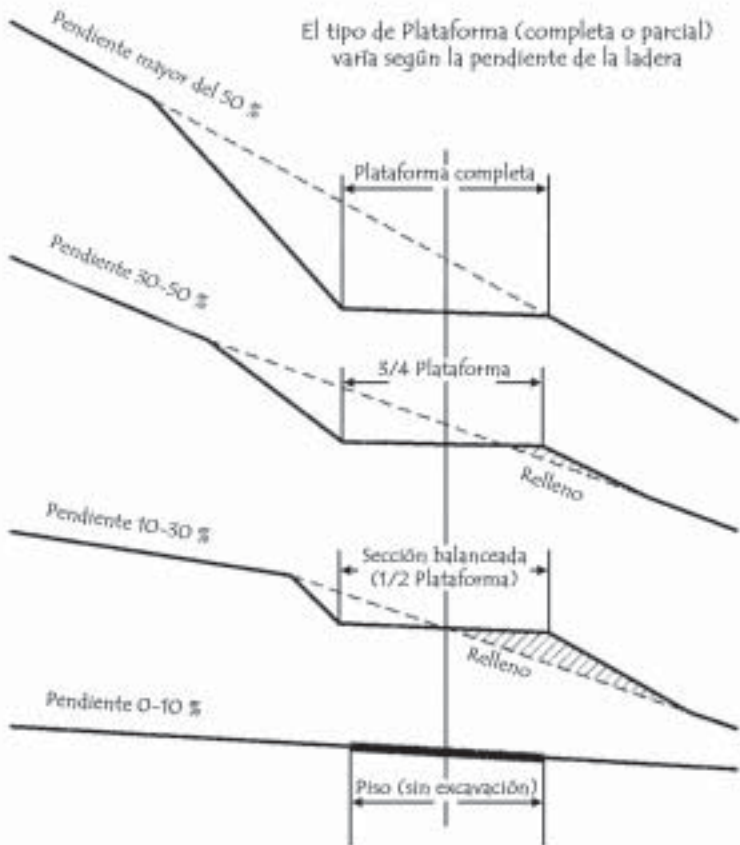 El tipo de Plataforma (completa o parcial)
varía según la pendiente de la ladera
Pendiente mayor del 50 %
Plataforma completa
Pendiente 30-50 %
3/4 Plataforma
Relleno
Pendiente 10-30 %
Sección balanceada
(1/2 Plataforma)
Relleno
Pendiente 0-10 %
Piso (sin excavación)